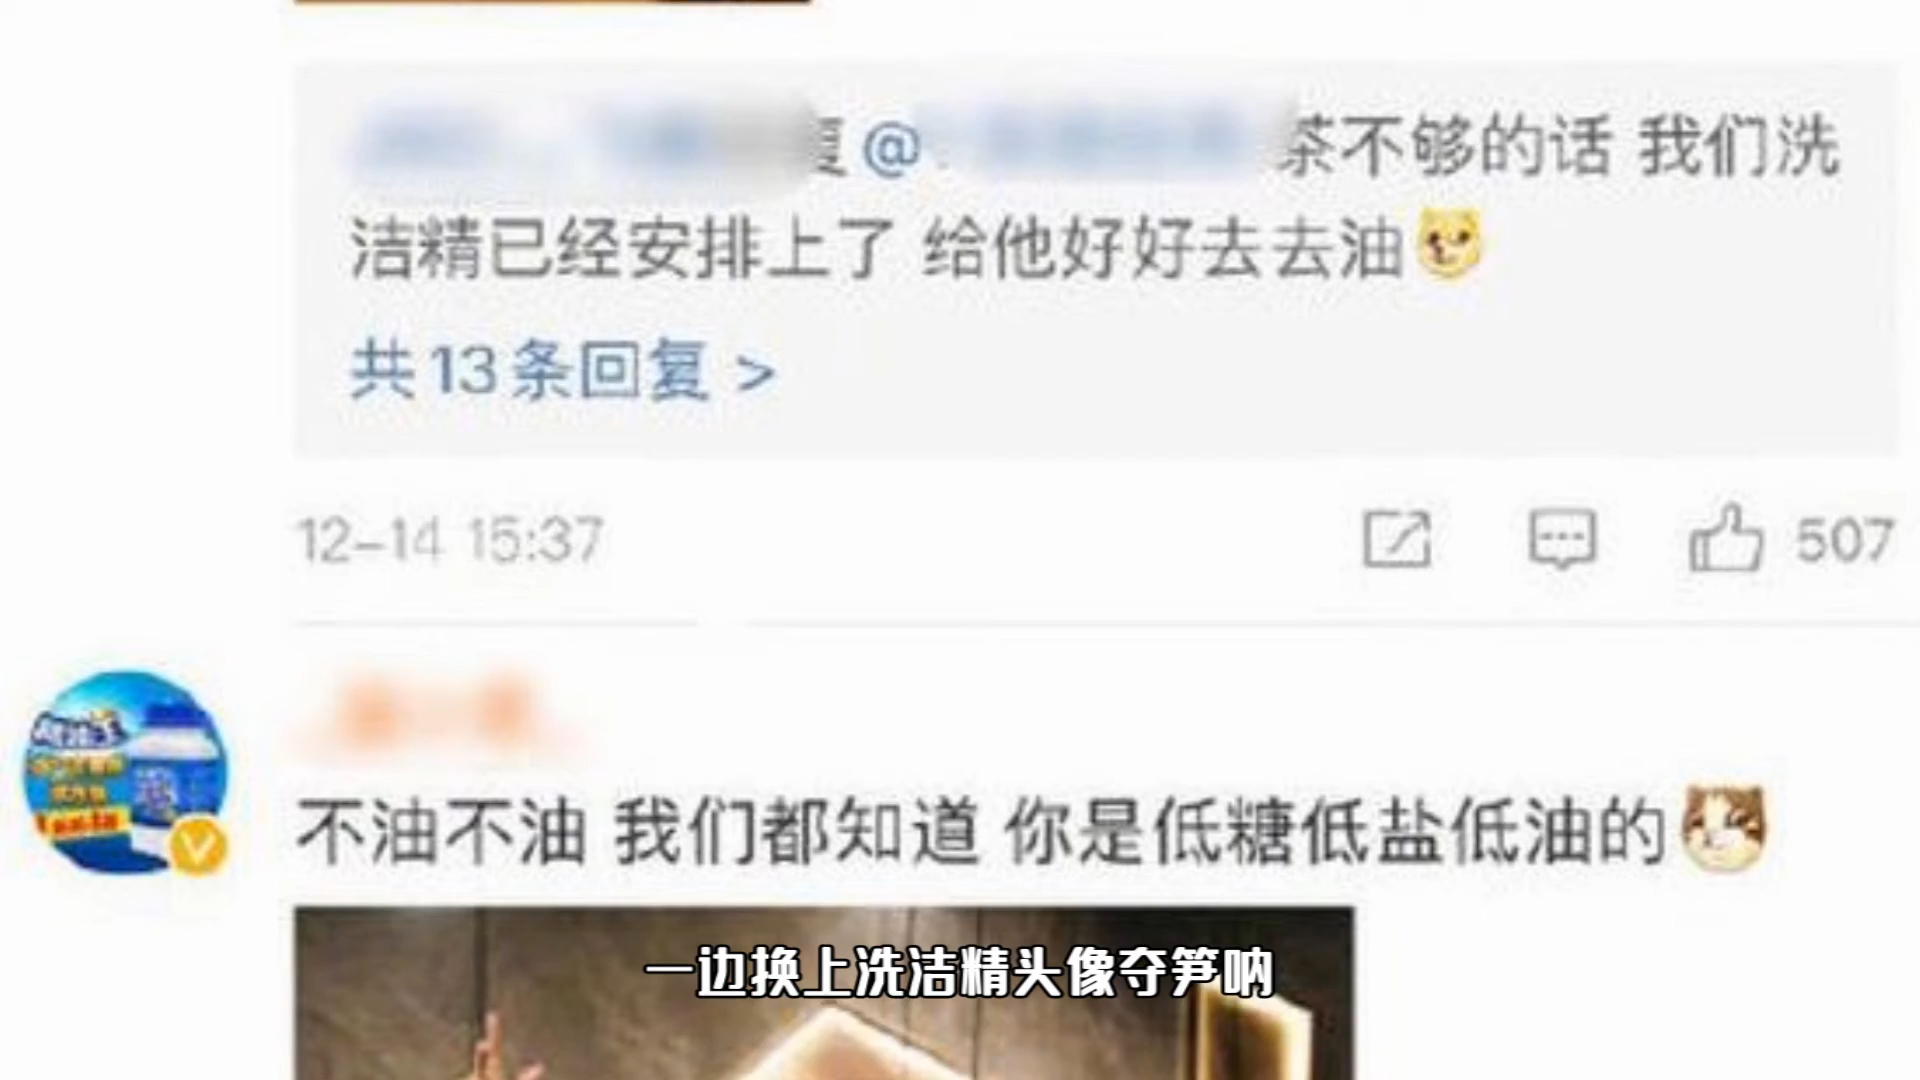 @ 茶不够的话 我们洗
洁精已经安排上了 给他好好去去油
共13条回复 >
12-14 15:37
507
不油不油 我们都知道 你是低糖低盐低油的
一边换上洗洁精头像夺笋呐